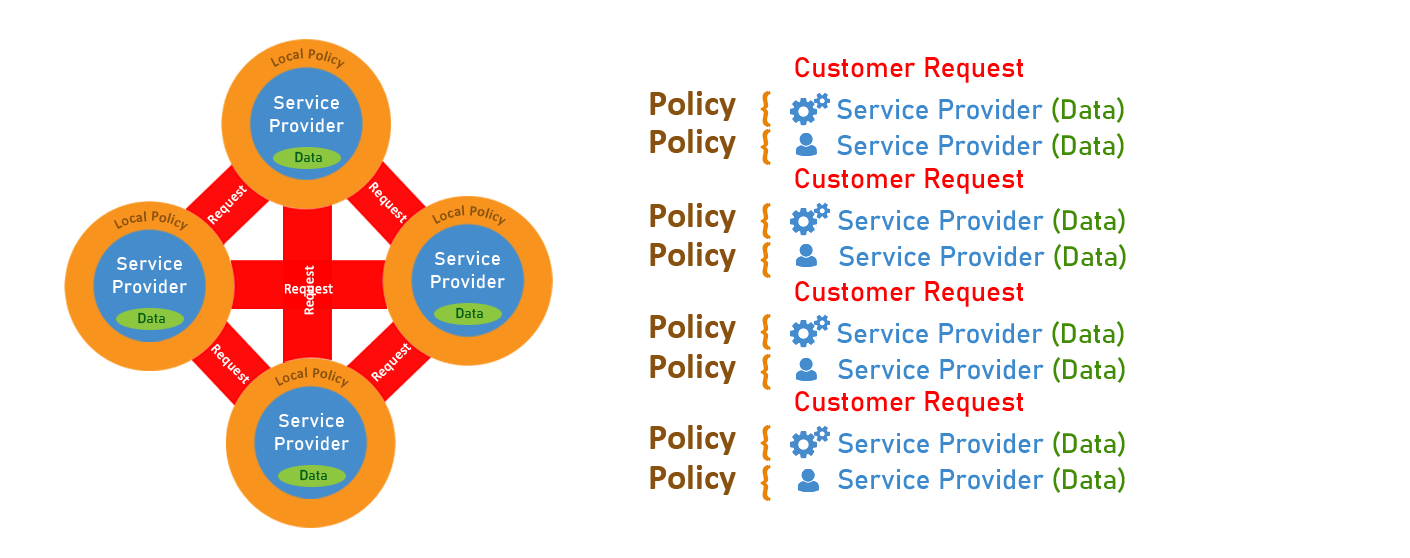 Local Policy
Service
Provider
Data
Request
Request
Local Policy
Service
Provider
Data
Request
Request
Local Policy
Service
Provider
Data
Request
Request
Local Policy
Service
Provider
Data
Customer Request
Policy { Service Provider (Data)
Policy { Service Provider (Data)
Customer Request
Policy { Service Provider (Data)
Policy { Service Provider (Data)
Customer Request
Policy { Service Provider (Data)
Policy { Service Provider (Data)
Customer Request
Policy { Service Provider (Data)
Policy { Service Provider (Data)